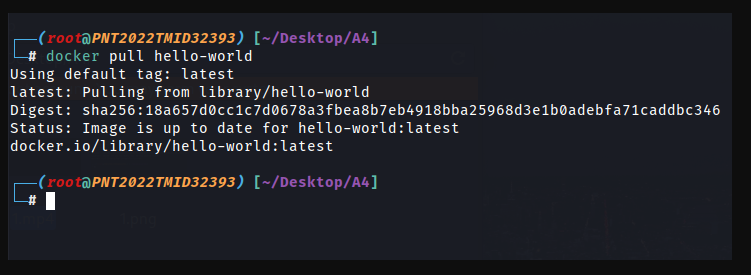 ┌──(root@PNT2022TMID32393) [~/Desktop/A4]
└─# docker pull hello-world
Using default tag: latest
latest: Pulling from library/hello-world
Digest: sha256:18a657d0cc1c7d0678a3fbea8b7eb4918bba25968d3e1b0adebfa71caddbc346
Status: Image is up to date for hello-world:latest
docker.io/library/hello-world:latest
┌──(root@PNT2022TMID32393) [~/Desktop/A4]
└─#